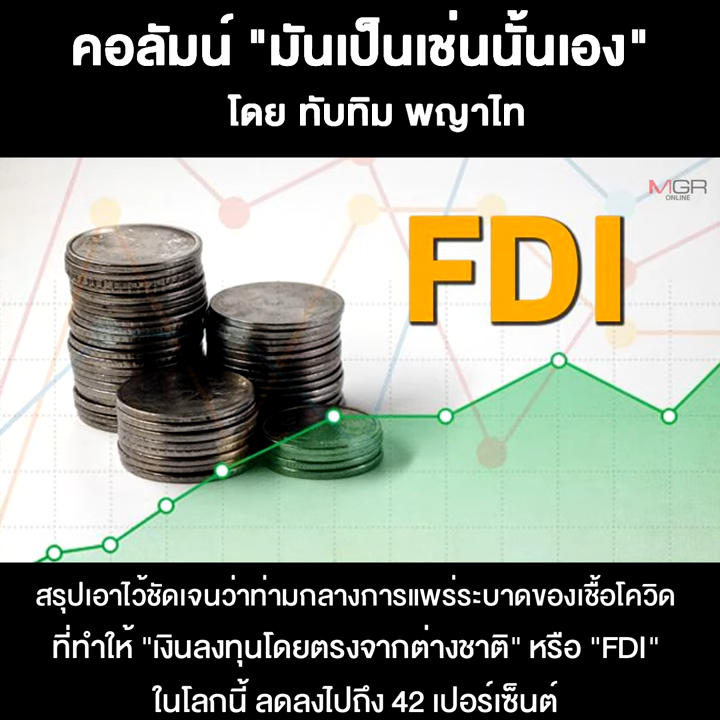 คอลัมน์ "มันเป็นเช่นนั้นเอง"
โดย ทับทิม พญาไท
MGR
ONLINE
FDI
สรุปเอาไว้ชัดเจนว่าท่ามกลางการแพร่ระบาดของเชื้อโควิด
ที่ทำให้ "เงินลงทุนโดยตรงจากต่างชาติ" หรือ "FDI"
ในโลกนี้ ลดลงไปถึง 42 เปอร์เซ็นต์